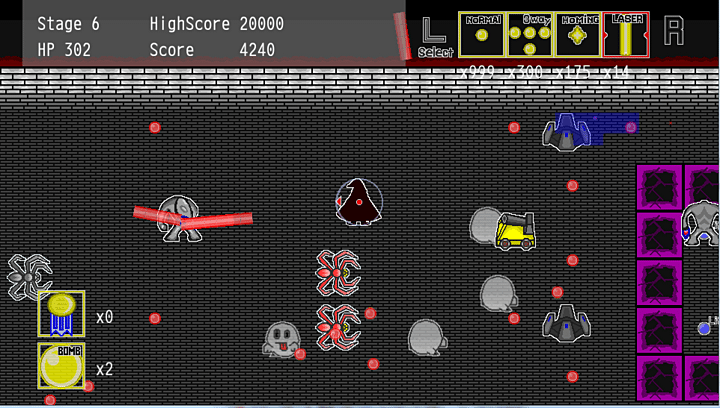 Stage 6
HighScore 20000
HP 302
Score 4240
L
Select
NORMAL
3way
HoMING
LASER
R
x999
x300
x175
x14
x0
BOMB
x2